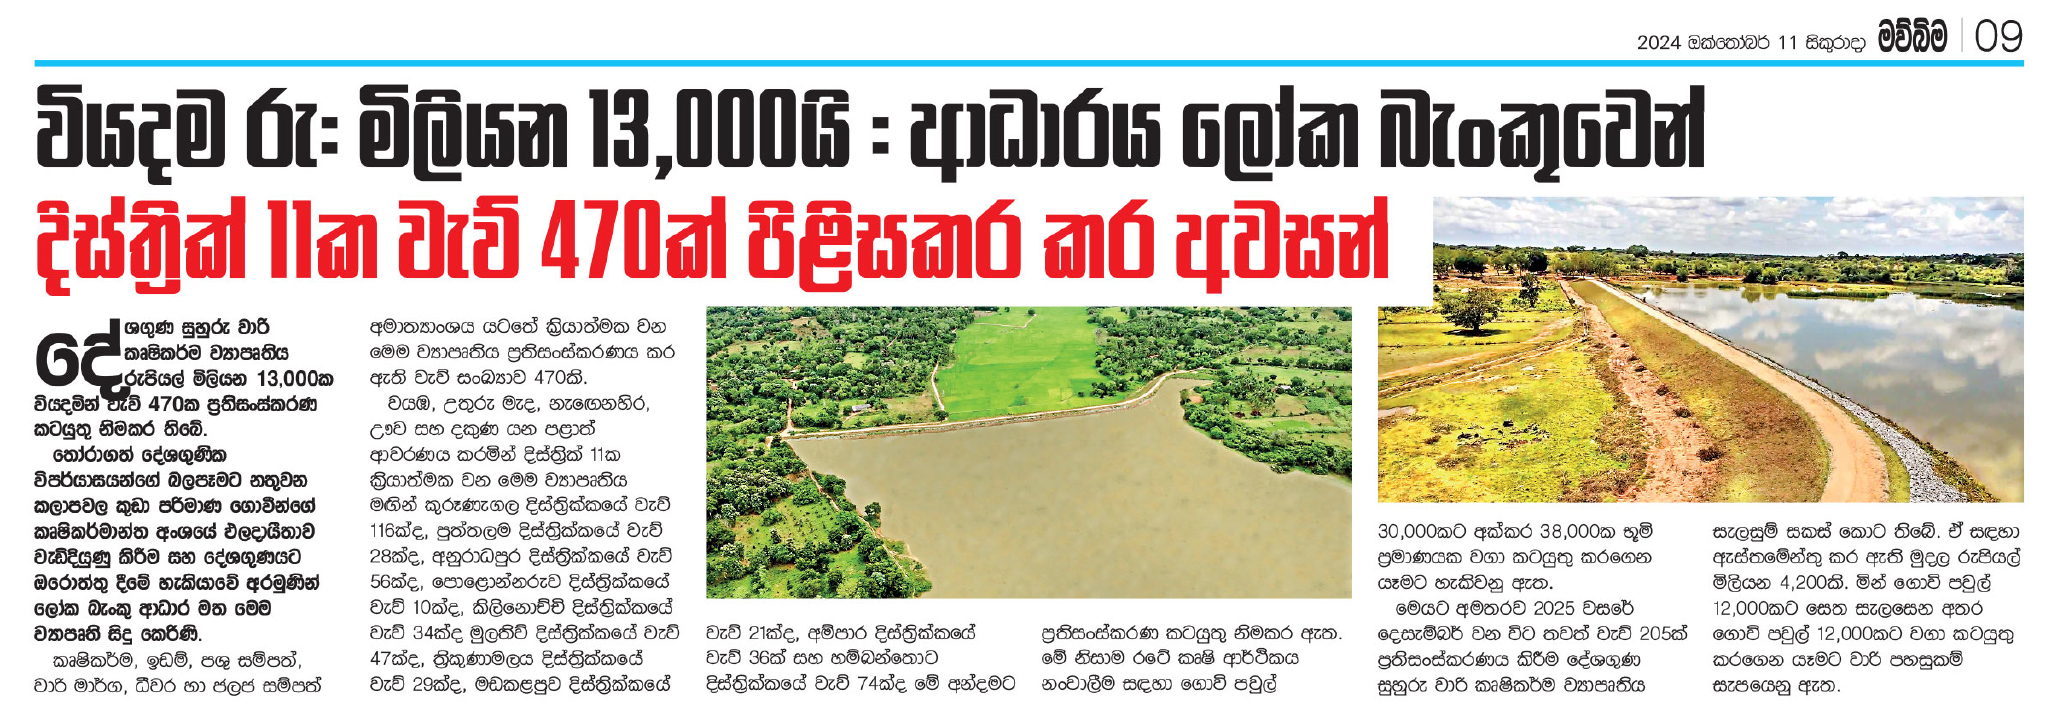 2024 ඔක්තෝබර් 11 සිකුරාදා මව්බිම 09
වියදම රු: මිලියන 13,000යි : ආධාරය ලෝක බැංකුවෙන්
දිස්ත්‍රික් 11ක වැව් 470ක් පිළිසකර කර අවසන්
දේශගුණ සුහුරු වාරි
කෘෂිකර්ම ව්‍යාපෘතිය
රුපියල් මිලියන 13,000ක
වියදමින් වැව් 470ක ප්‍රතිසංස්කරණ
කටයුතු නිමකර තිබේ.
තෝරාගත් දේශගුණික
විපර්යාසයන්ගේ බලපෑමට නතුවන
කලාපවල කුඩා පරිමාණ ගොවීන්ගේ
කෘෂිකර්මාන්ත අංශයේ ඵලදායීතාව
වැඩිදියුණු කිරීම සහ දේශගුණයට
ඔරොත්තු දීමේ හැකියාවේ අරමුණින්
ලෝක බැංකු ආධාර මත මෙම
ව්‍යාපෘති සිදු කෙරිණි.
කෘෂිකර්ම, ඉඩම්, පශු සම්පත්,
වාරි මාර්ග, ධීවර හා ජලජ සම්පත්
අමාත්‍යාංශය යටතේ ක්‍රියාත්මක වන
මෙම ව්‍යාපෘතිය ප්‍රතිසංස්කරණය කර
ඇති වැව් සංඛ්‍යාව 470කි.
වයඹ, උතුරු මැද, නැඟෙනහිර,
ඌව සහ දකුණ යන පළාත්
ආවරණය කරමින් දිස්ත්‍රික් 11ක
ක්‍රියාත්මක වන මෙම ව්‍යාපෘතිය
මඟින් කුරුණෑගල දිස්ත්‍රික්කයේ වැව්
116ක්ද, පුත්තලම දිස්ත්‍රික්කයේ වැව්
28ක්ද, අනුරාධපුර දිස්ත්‍රික්කයේ වැව්
56ක්ද, පොළොන්නරුව දිස්ත්‍රික්කයේ
වැව් 10ක්ද, කිලිනොච්චි දිස්ත්‍රික්කයේ
වැව් 34ක්ද මුලතිව් දිස්ත්‍රික්කයේ වැව්
47ක්ද, ත්‍රිකුණාමලය දිස්ත්‍රික්කයේ
වැව් 29ක්ද, මඩකළපුව දිස්ත්‍රික්කයේ
වැව් 21ක්ද, අම්පාර දිස්ත්‍රික්කයේ
වැව් 36ක් සහ හම්බන්තොට
දිස්ත්‍රික්කයේ වැව් 74ක්ද මේ අන්දමට
ප්‍රතිසංස්කරණ කටයුතු නිමකර ඇත.
මේ නිසාම රටේ කෘෂි ආර්ථිකය
නංවාලීම සඳහා ගොවි පවුල්
30,000කට අක්කර 38,000ක භූමි
ප්‍රමාණයක වගා කටයුතු කරගෙන
යෑමට හැකිවනු ඇත.
මෙයට අමතරව 2025 වසරේ
දෙසැම්බර් වන විට තවත් වැව් 205ක්
ප්‍රතිසංස්කරණය කිරීම දේශගුණ
සුහුරු වාරි කෘෂිකර්ම ව්‍යාපෘතිය
සැලසුම් සකස් කොට තිබේ. ඒ සඳහා
ඇස්තමේන්තු කර ඇති මුදල රුපියල්
මිලියන 4,200කි. මින් ගොවි පවුල්
12,000කට සෙත සැලසෙන අතර
ගොවි පවුල් 12,000කට වගා කටයුතු
කරගෙන යෑමට වාරි පහසුකම්
සැපයෙනු ඇත.